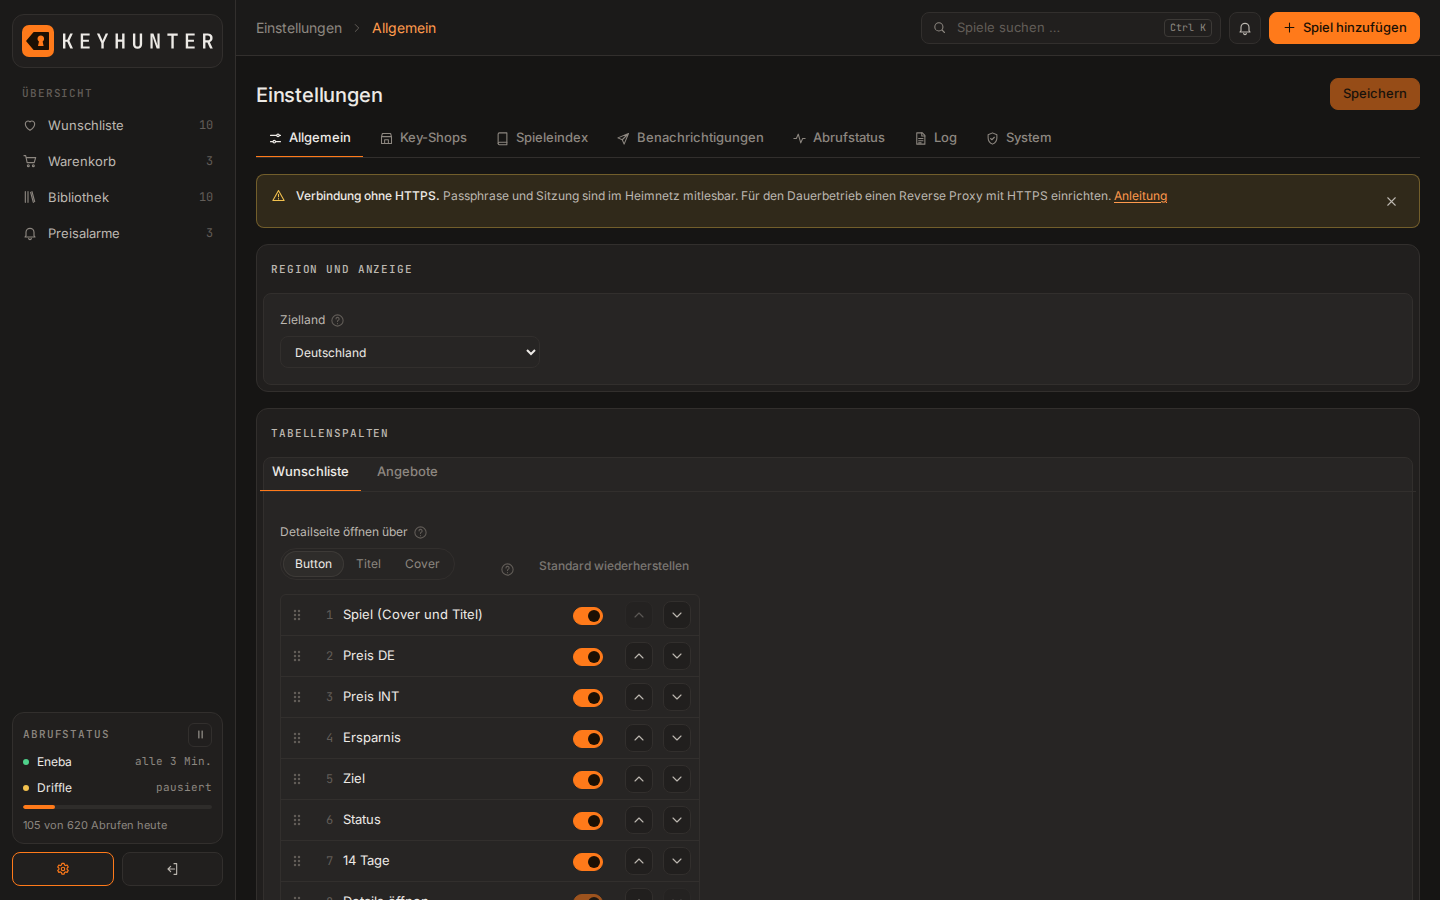 KEYHUNTER
Einstellungen
Allgemein
Spiele suchen ...
Ctrl K
Spiel hinzufügen
ÜBERSICHT
Wunschliste 10
Warenkorb 3
Bibliothek 10
Preisalarme 3
Einstellungen
Speichern
Allgemein
Key-Shops
Spieleindex
Benachrichtigungen
Abrufstatus
Log
System
Verbindung ohne HTTPS. Passphrase und Sitzung sind im Heimnetz mitlesbar. Für den Dauerbetrieb einen Reverse Proxy mit HTTPS einrichten. Anleitung
REGION UND ANZEIGE
Zielland
Deutschland
TABELLENSPALTEN
Wunschliste
Angebote
Detailseite öffnen über
Button
Titel
Cover
Standard wiederherstellen
1 Spiel (Cover und Titel)
2 Preis DE
3 Preis INT
4 Ersparnis
5 Ziel
6 Status
7 14 Tage
8 Details öffnen
ABRUFSTATUS
Eneba alle 3 Min.
Driffle pausiert
105 von 620 Abrufen heute